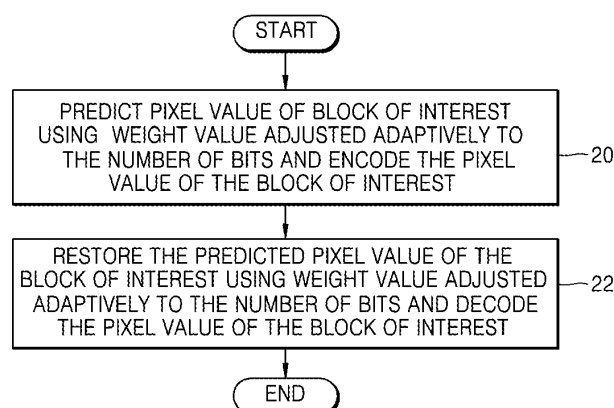 START
PREDICT PIXEL VALUE OF BLOCK OF INTEREST
USING WEIGHT VALUE ADJUSTED ADAPTIVELY TO
THE NUMBER OF BITS AND ENCODE THE PIXEL
VALUE OF THE BLOCK OF INTEREST
20
RESTORE THE PREDICTED PIXEL VALUE OF THE
BLOCK OF INTEREST USING WEIGHT VALUE ADJUSTED
ADAPTIVELY TO THE NUMBER OF BITS AND DECODE
THE PIXEL VALUE OF THE BLOCK OF INTEREST
22
END